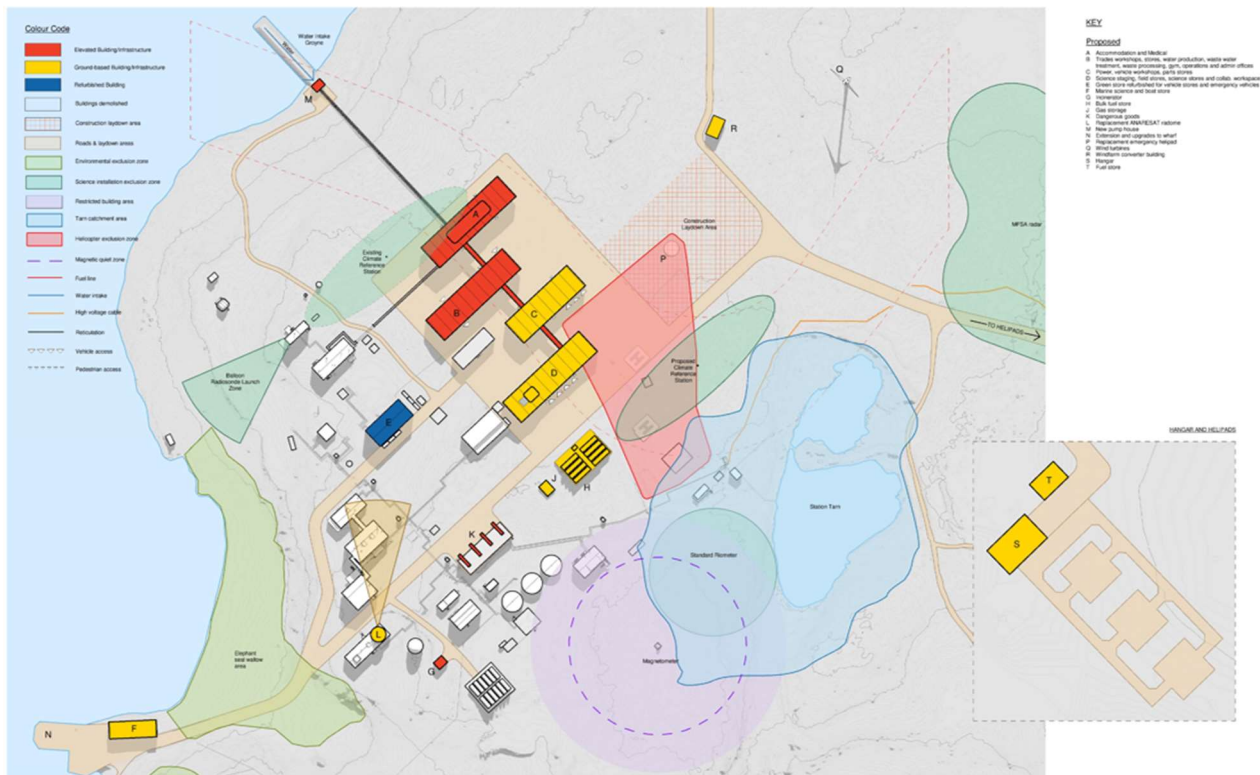 Colour Code
Elevated Building/Infrastructure
Ground-based Building/Infrastructure
Refurbished Building
Buildings demolished
Construction laydown area
Roads & laydown areas
Environmental exclusion zone
Science installation exclusion zone
Restricted building area
Tarn catchment area
Helicopter exclusion zone
Magnetic quiet zone
Fuel line
Water intake
High voltage cable
Reticulation
Vehicle access
Pedestrian access
Water Intake
Groyne
Water
M
Q
R
A
Existing
Climate
Reference
Station
B
C
D
Construction
Laydown Area
P
H
H
Proposed
Climate
Reference
Station
MFSA radar
TO HELIPADS
Balloon
Radiosonde Launch
Zone
E
J
H
K
Station Tarn
Standard Riometer
Magnetometer
L
G
Elephant
seal wallow
area
N
F
KEY
Proposed
A Accommodation and Medical
B Trades workshops, stores, water production, waste water
treatment, waste processing, gym, operations and admin offices
C Power, vehicle workshops, parts stores
D Science staging, field stores, science stores and collab. workspace
E Green store refurbished for vehicle stores and emergency vehicles
F Marine science and boat store
G Incinerator
H Bulk fuel store
J Gas storage
K Dangerous goods
L Replacement ANARESAT radome
M New pump house
N Extension and upgrades to wharf
P Replacement emergency helipad
Q Wind turbines
R Windfarm converter building
S Hangar
T Fuel store
HANGAR AND HELIPADS
T
S